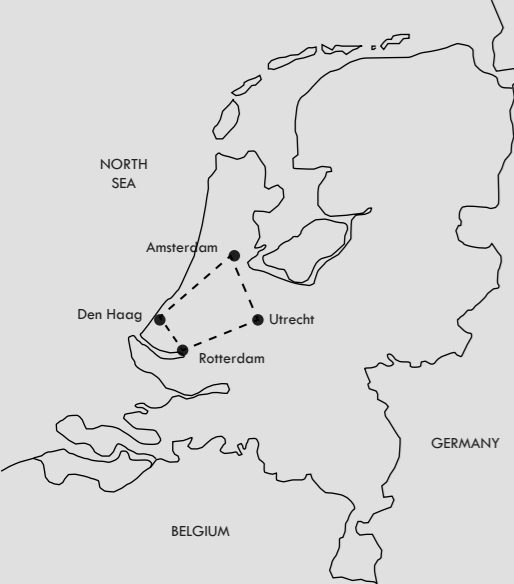 NORTH
SEA
Amsterdam
Den Haag
Utrecht
Rotterdam
GERMANY
BELGIUM